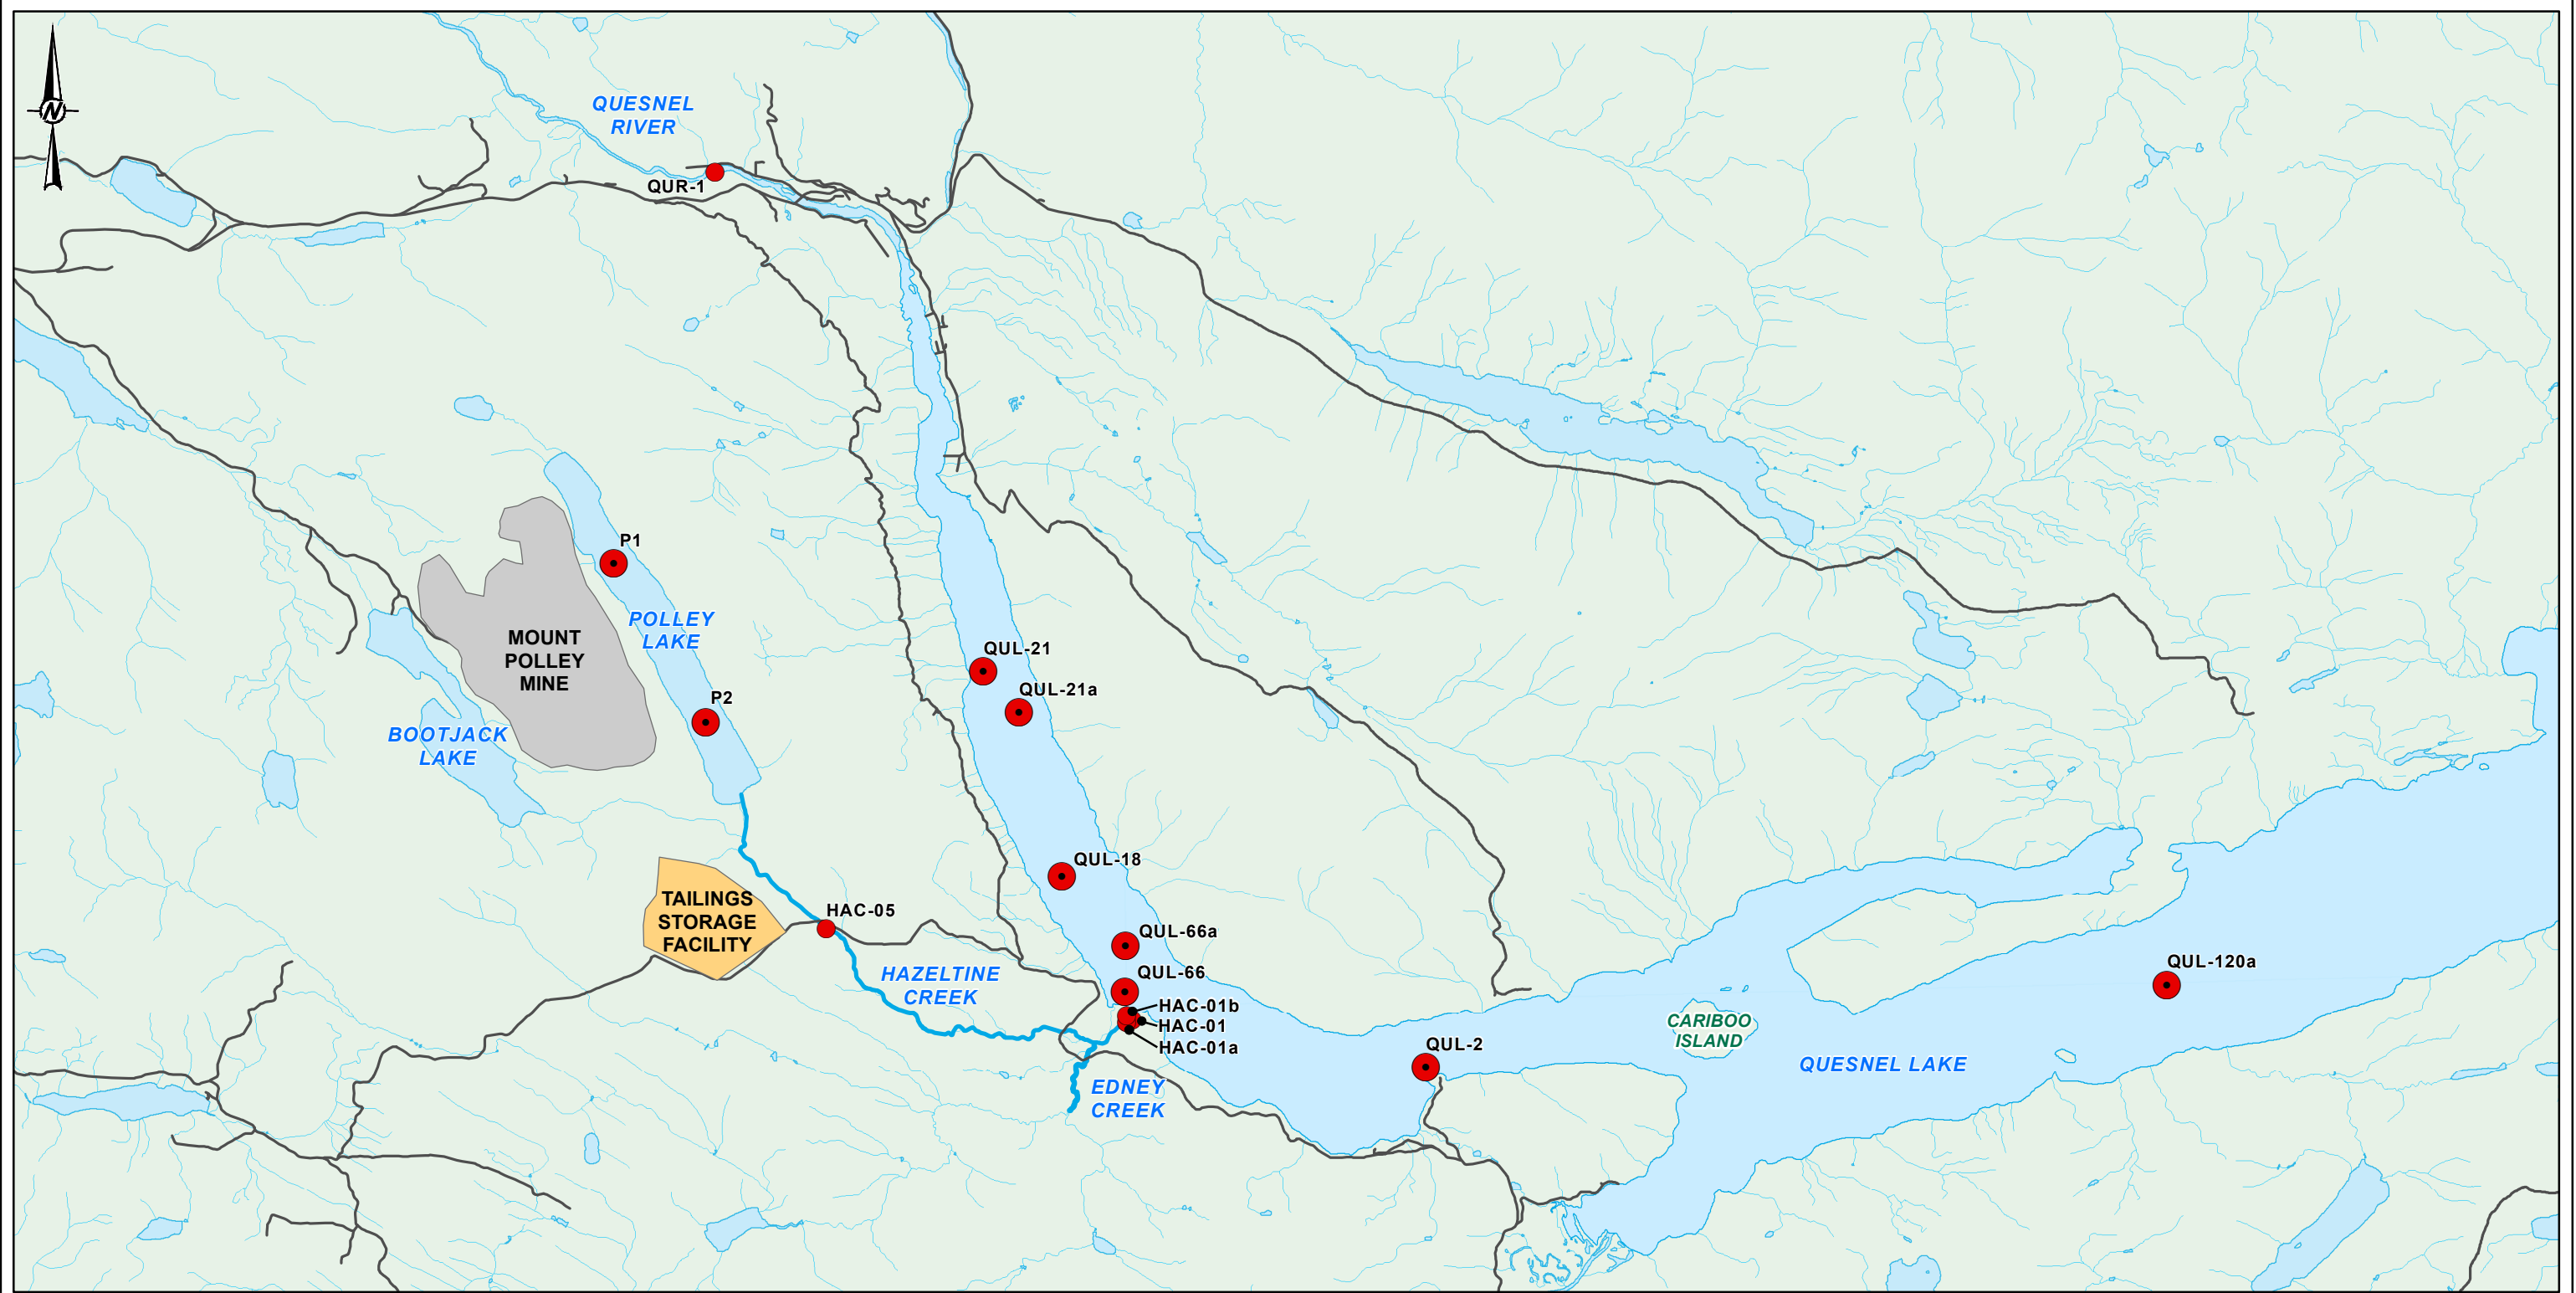 N
QUESNEL
RIVER
QUR-1
P1
POLLEY
LAKE
MOUNT
POLLEY
MINE
P2
BOOTJACK
LAKE
QUL-21
QUL-21a
QUL-18
TAILINGS
STORAGE
FACILITY
HAC-05
HAZELTINE
CREEK
QUL-66a
QUL-66
HAC-01b
HAC-01
HAC-01a
EDNEY
CREEK
QUL-2
CARIBOO
ISLAND
QUESNEL LAKE
QUL-120a